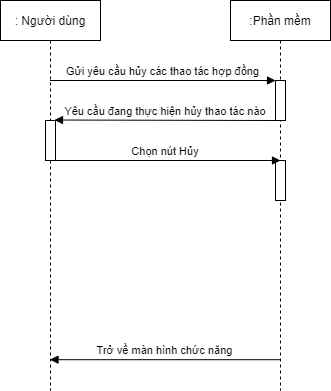 : Người dùng
:Phần mềm
Gửi yêu cầu hủy các thao tác hợp đồng
Yêu cầu đang thực hiện hủy thao tác nào
Chọn nút Hủy
Trở về màn hình chức năng